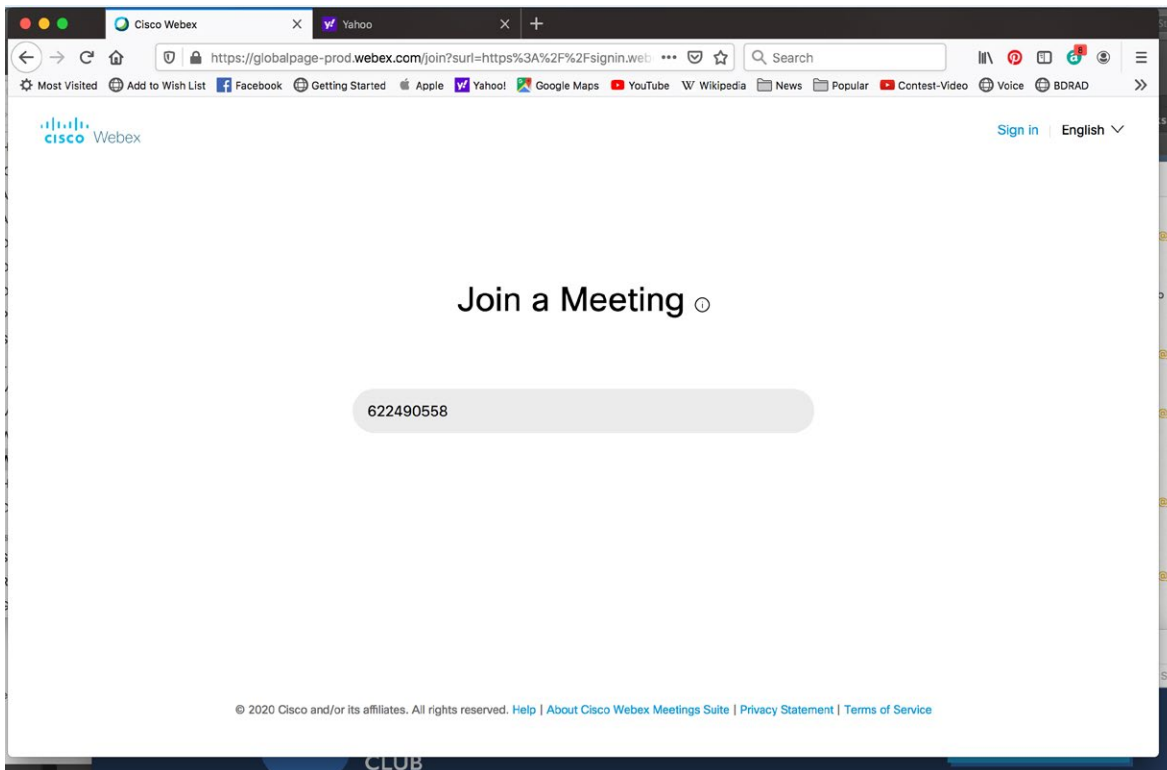 Cisco Webex
Yahoo
https://globalpage-prod.webex.com/join?surl=https%3A%2F%2Fsignin.web
Search
Most Visited Add to Wish List Facebook Getting Started Apple Yahoo! Google Maps YouTube Wikipedia News Popular Contest-Video Voice BDRAD
CISCO Webex
Sign in English
Join a Meeting
622490558
© 2020 Cisco and/or its affiliates. All rights reserved. Help | About Cisco Webex Meetings Suite | Privacy Statement | Terms of Service
CLUB